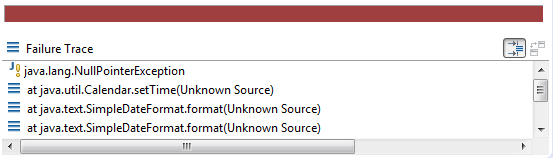 Failure Trace
java.lang.NullPointerException
at java.util.Calendar.setTime(Unknown Source)
at java.text.SimpleDateFormat.format(Unknown Source)
at java.text.SimpleDateFormat.format(Unknown Source)